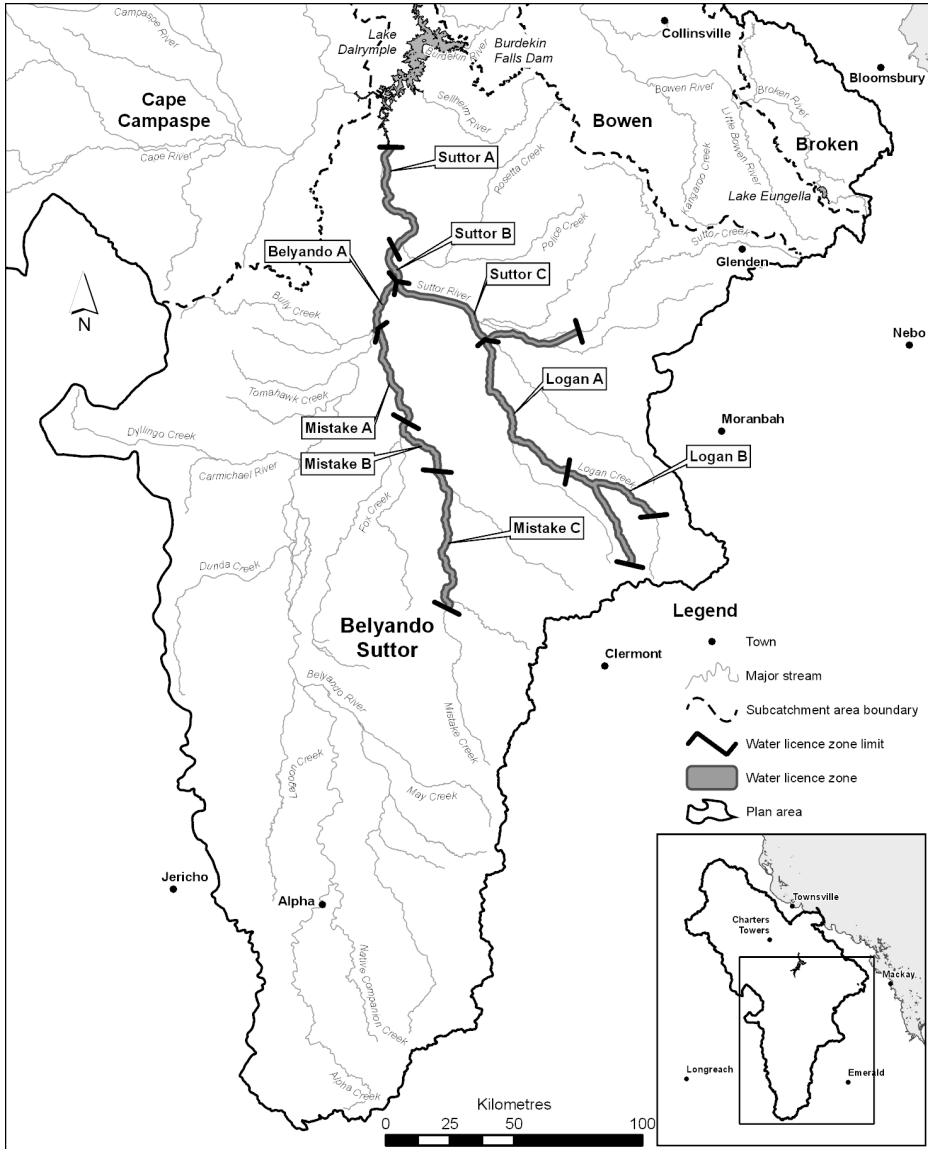 Campaspe River
Lake
Dalrymple
Burdekin River
Burdekin
Falls Dam
Collinsville
Bloomsbury
Cape
Campaspe
Sellheim River
Bowen River
Broken River
Bowen
Little Bowen River
Broken
Cape River
Suttor A
Rosetta Creek
Kangaroo Creek
Lake Eungella
Police Creek
Suttor Creek
Suttor B
Belyando A
Suttor C
Glenden
N
Suttor River
Bully Creek
Nebo
Tomahawk Creek
Logan A
Mistake A
Moranbah
Dyllingo Creek
Mistake B
Logan B
Carmichael River
Logan Creek
Fox Creek
Mistake C
Dunda Creek
Belyando
Suttor
Clermont
Belyando River
Mistake Creek
Lagoon Creek
May Creek
Jericho
Alpha
Native Companion Creek
Alpha Creek
Legend
Town
Major stream
Subcatchment area boundary
Water licence zone limit
Water licence zone
Plan area
Townsville
Charters
Towers
Mackay
Longreach
Emerald
Kilometres
0 25 50 100